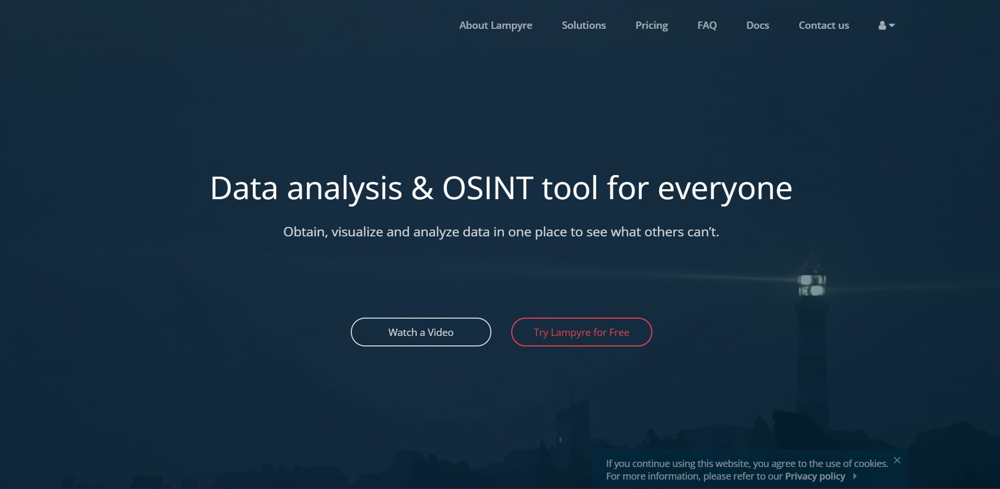 About Lampyre Solutions Pricing FAQ Docs Contact us
Data analysis & OSINT tool for everyone
Obtain, visualize and analyze data in one place to see what others can’t.
Watch a Video Try Lampyre for Free
If you continue using this website, you agree to the use of cookies.
For more information, please refer to our Privacy policy